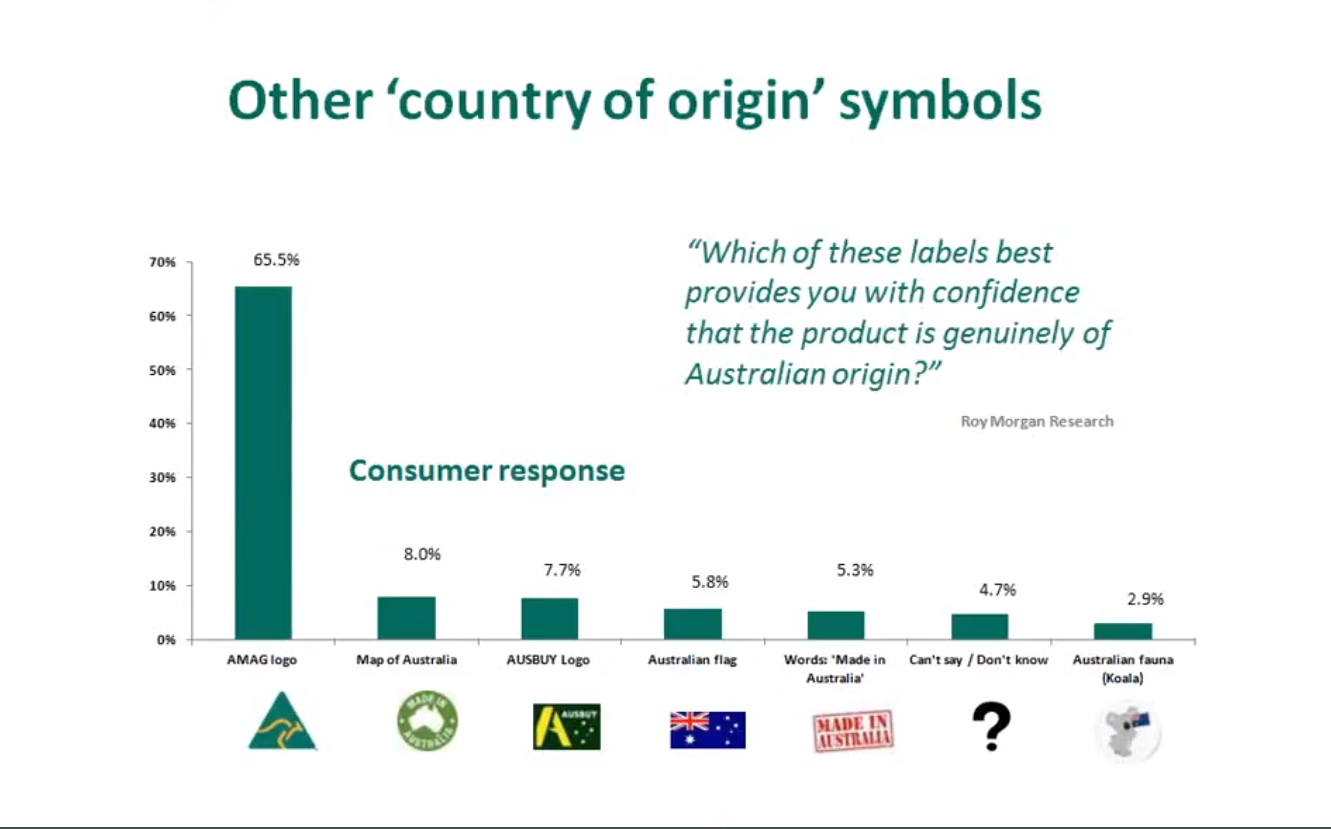 Other ‘country of origin’ symbols
“Which of these labels best
provides you with confidence
that the product is genuinely of
Australian origin?”
Roy Morgan Research
Consumer response
70%
60%
50%
40%
30%
20%
10%
0%
65.5%
8.0%
7.7%
5.8%
5.3%
4.7%
2.9%
AMAG logo
Map of Australia
AUSBUY Logo
Australian flag
Words: 'Made in
Australia'
Can't say / Don't know
Australian fauna
(Koala)
MADE IN
AUSTRALIA
A AUSBUY
MADE IN
AUSTRALIA
?